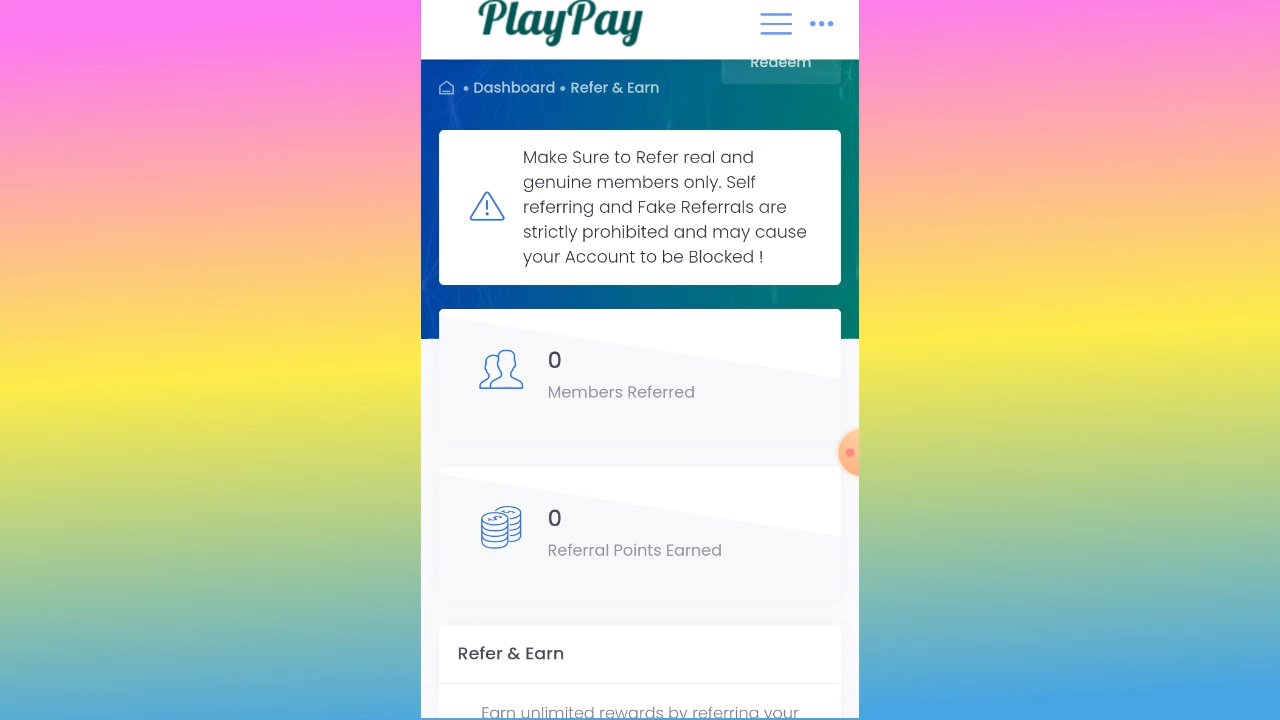 PlayPay
Redeem
• Dashboard • Refer & Earn
Make Sure to Refer real and
genuine members only. Self
referring and Fake Referrals are
strictly prohibited and may cause
your Account to be Blocked !
0
Members Referred
0
Referral Points Earned
Refer & Earn
Earn unlimited rewards by referring your